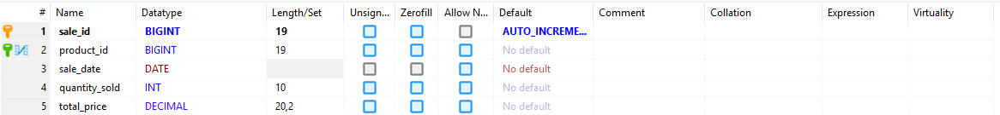 # Name Datatype Length/Set Unsign... Zerofill Allow N... Default Comment Collation Expression Virtuality
1 sale_id BIGINT 19 AUTO_INCREME...
2 product_id BIGINT 19 No default
3 sale_date DATE No default
4 quantity_sold INT 10 No default
5 total_price DECIMAL 20,2 No default